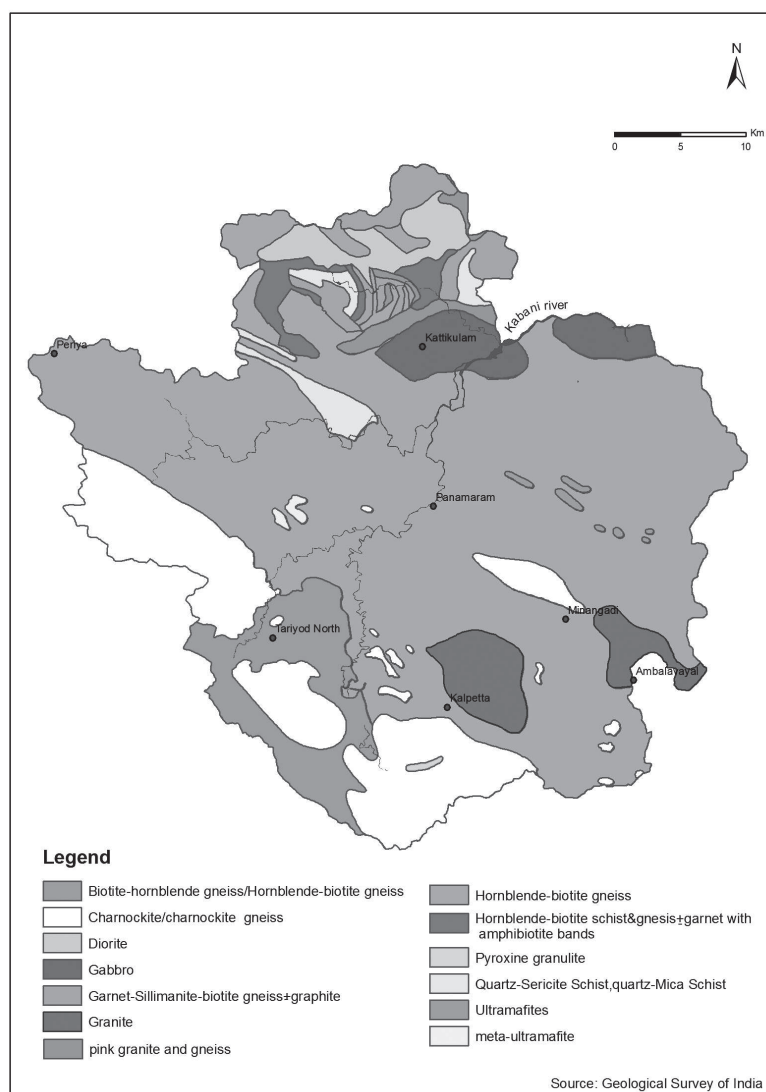 N
Km
0 5 10
Kabani river
Kattikulam
Periya
Panamaram
Minangadi
Tariyod North
Ambalavayal
Kalpetta
Legend
Biotite-hornblende gneiss/Hornblende-biotite gneiss
Charnockite/charnockite gneiss
Diorite
Gabbro
Garnet-Sillimanite-biotite gneiss+graphite
Granite
pink granite and gneiss
Hornblende-biotite gneiss
Hornblende-biotite schist&gnesis±garnet with
amphibiotite bands
Pyroxine granulite
Quartz-Sericite Schist,quartz-Mica Schist
Ultramafites
meta-ultramafite
Source: Geological Survey of India